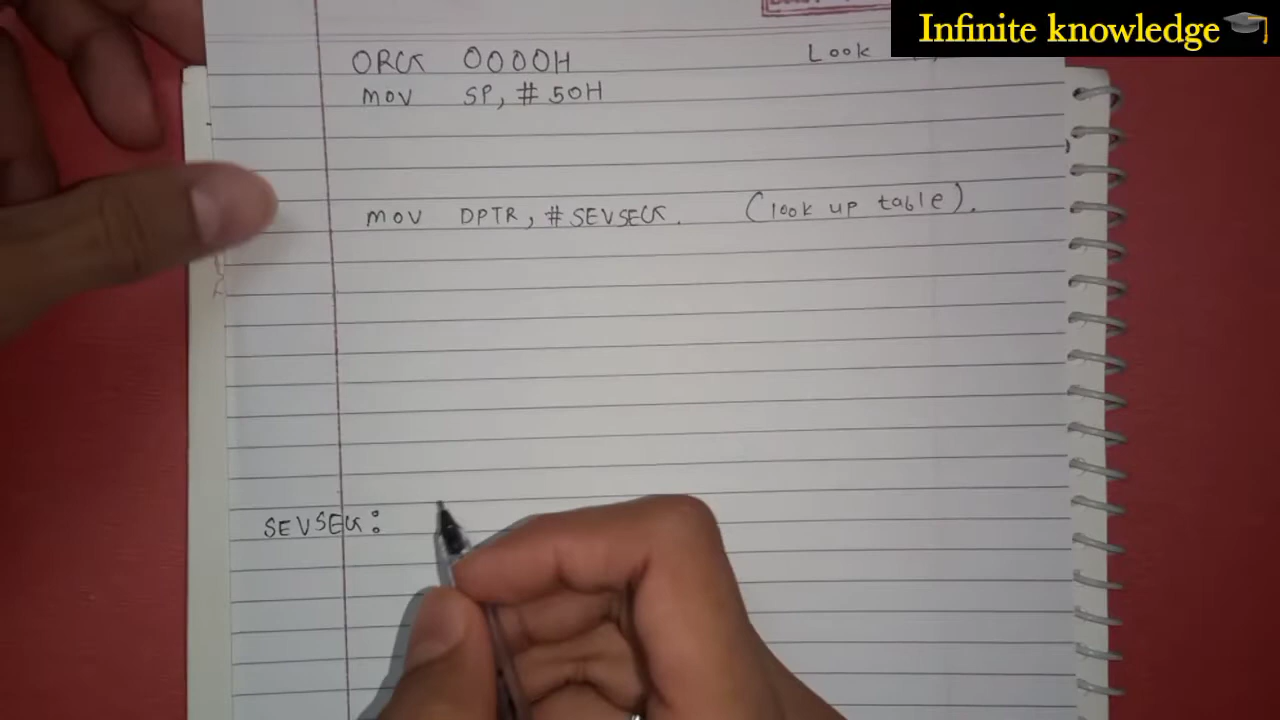 Infinite knowledge
ORG 0000H Look
MOV SP, #50H
MOV DPTR, #SEVSEG. (look up table).
SEVSEG: